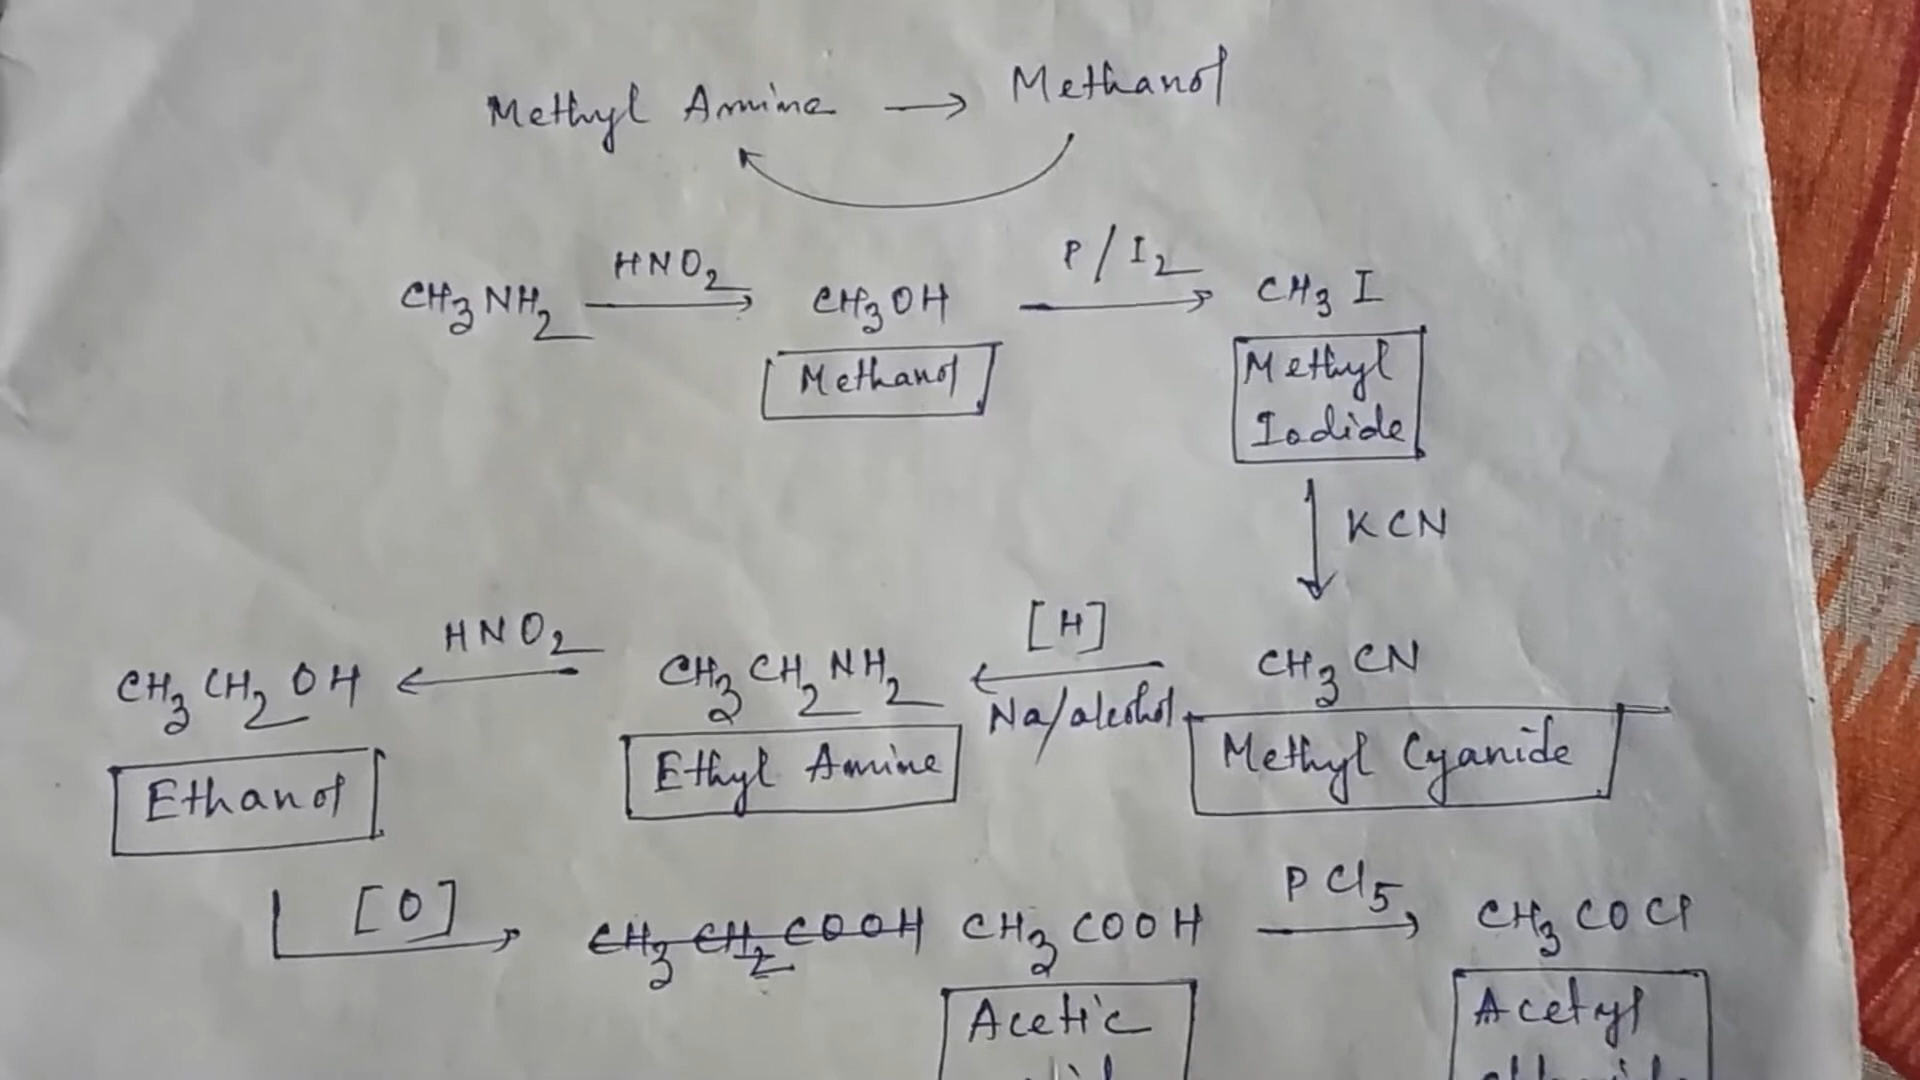 Methyl Amine → Methanol
CH3NH2 HNO2→ CH3OH P/I2→ CH3I
Methanol
Methyl
Iodide
↓ KCN
CH3CH2OH ←HNO2 CH3CH2NH2 ←[H] Na/alcohol CH3CN
Ethanol
Ethyl Amine
Methyl Cyanide
[O]→ CH3CH2COOH CH3COOH PCl5→ CH3COCl
Acetic
Acetyl